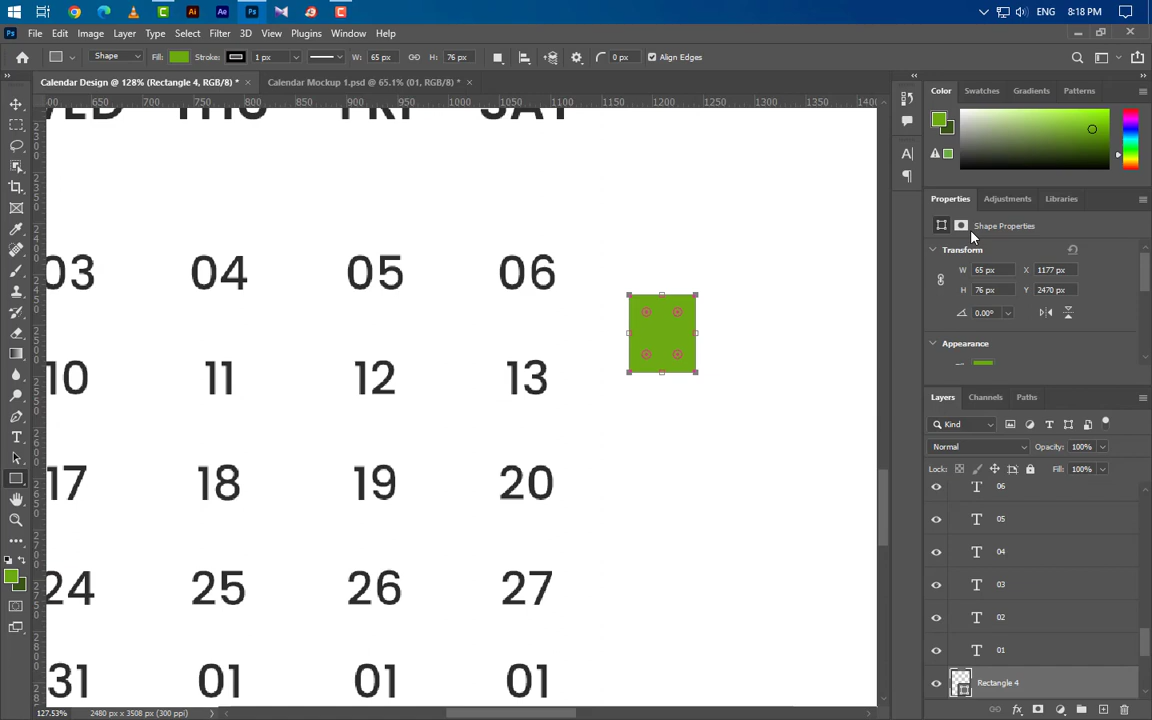 ENG 8:18 PM
Ps File Edit Image Layer Type Select Filter 3D View Plugins Window Help
Shape Fill: Stroke: 1 px W: 65 px H: 76 px 0 px Align Edges
Calendar Design @ 128% (Rectangle 4, RGB/8) * × Calendar Mockup 1.psd @ 65.1% (01, RGB/8) * ×
600 650 700 750 800 850 900 950 1000 1050 1100 1150 1200 1250 1300 1350 1400
WED THU FRI SAT
03 04 05 06
10 11 12 13
17 18 19 20
24 25 26 27
31 01 01 01
Color Swatches Gradients Patterns
Properties Adjustments Libraries
Shape Properties
Transform
W 65 px X 1177 px
H 76 px Y 2470 px
0.00°
Appearance
Layers Channels Paths
Kind
Normal Opacity: 100%
Lock: Fill: 100%
T 06
T 05
T 04
T 03
T 02
T 01
Rectangle 4
fx
127.53% 2480 px x 3508 px (300 ppi)